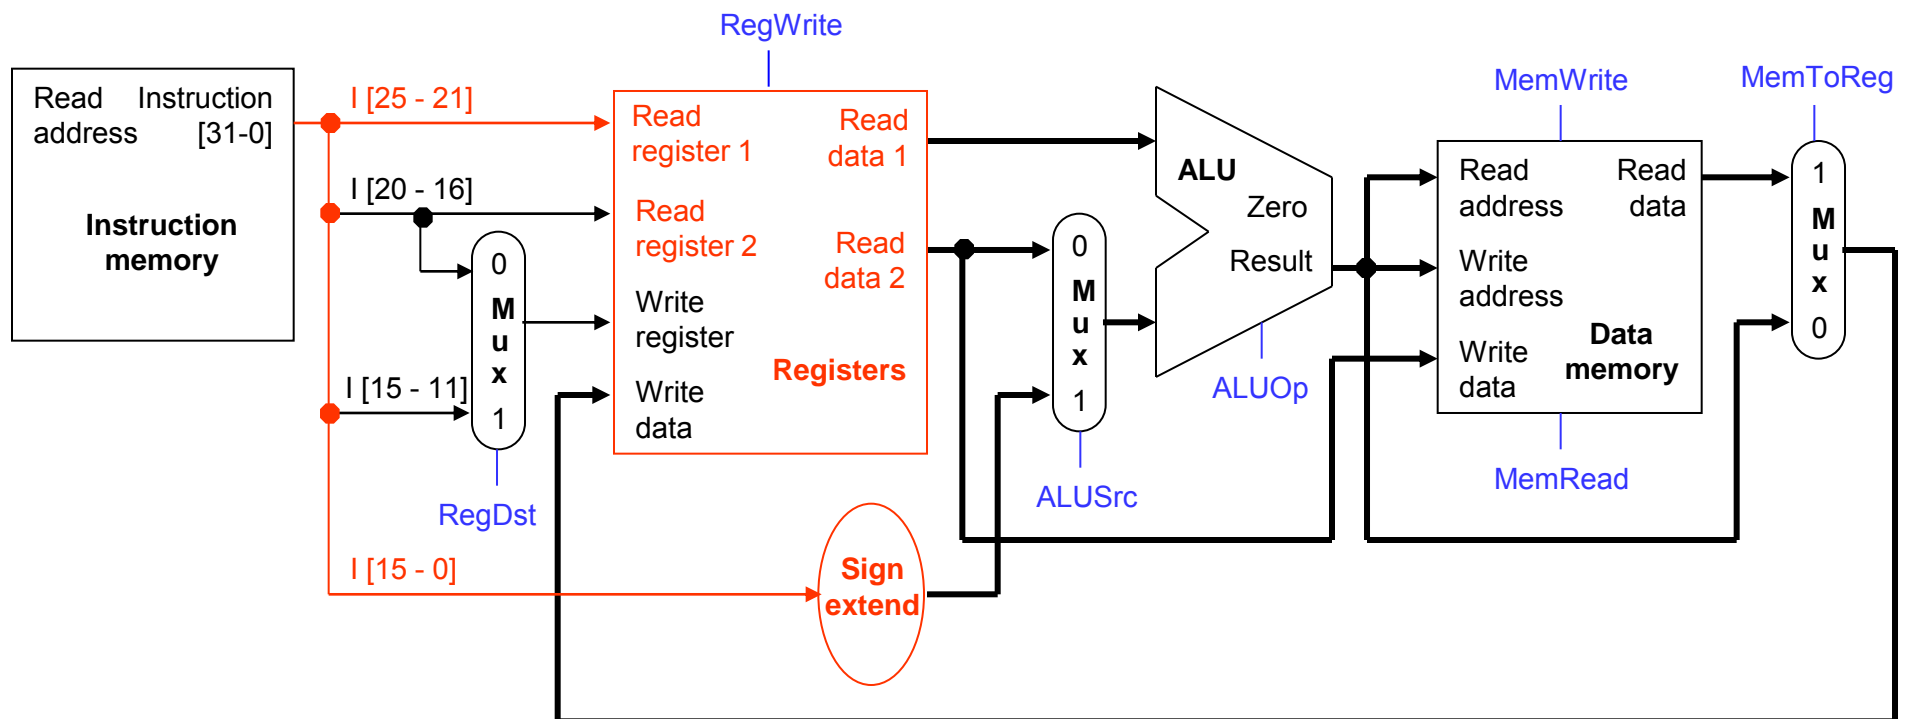 RegWrite
Read Instruction
address [31-0]
Instruction
memory
I [25 - 21]
I [20 - 16]
I [15 - 11]
I [15 - 0]
0
M
u
x
1
RegDst
Read
register 1
Read
data 1
Read
register 2
Read
data 2
Write
register
Registers
Write
data
Sign
extend
0
M
u
x
1
ALUSrc
ALU
Zero
Result
ALUOp
MemWrite
Read
address
Read
data
Write
address
Write
data
Data
memory
MemRead
MemToReg
1
M
u
x
0